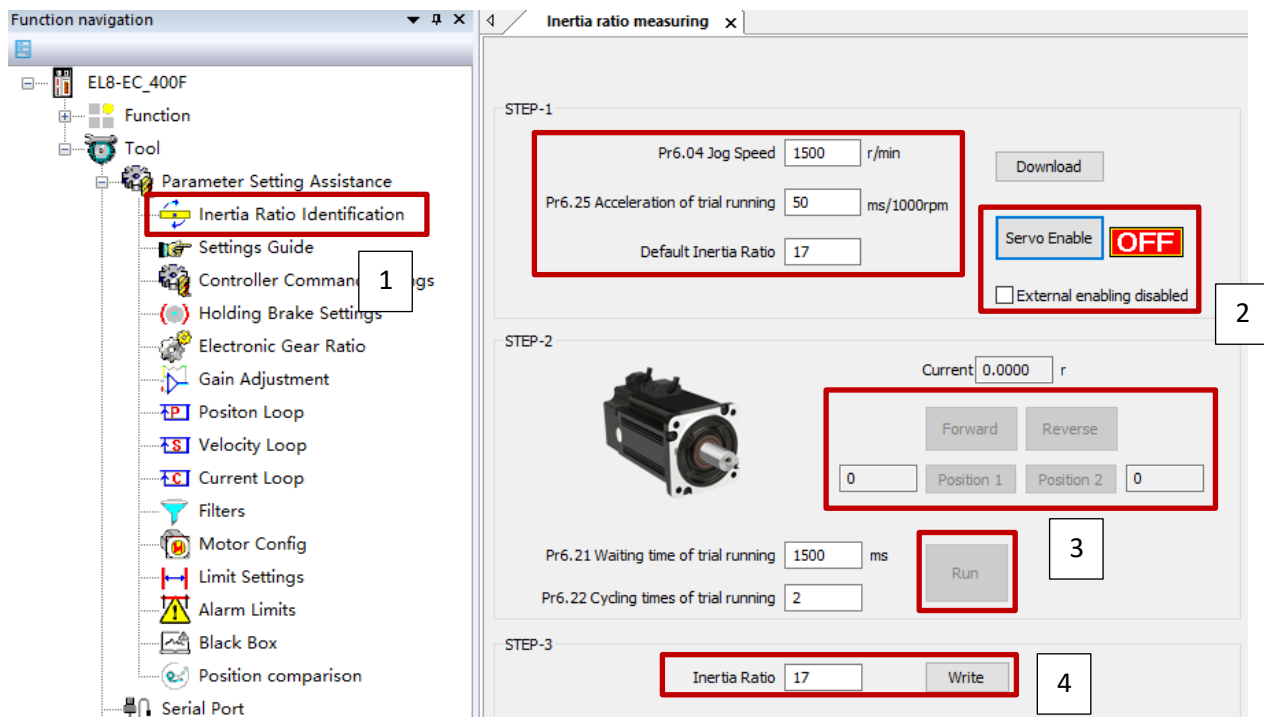 Function navigation
EL8-EC_400F
Function
Tool
Parameter Setting Assistance
Inertia Ratio Identification
Settings Guide
Controller Command ngs
Holding Brake Settings
Electronic Gear Ratio
Gain Adjustment
Positon Loop
Velocity Loop
Current Loop
Filters
Motor Config
Limit Settings
Alarm Limits
Black Box
Position comparison
Serial Port
1
Inertia ratio measuring x
STEP-1
Pr6.04 Jog Speed 1500 r/min
Download
Pr6.25 Acceleration of trial running 50 ms/1000rpm
Servo Enable OFF
Default Inertia Ratio 17
External enabling disabled
2
STEP-2
Current 0.0000 r
Forward Reverse
0 Position 1 Position 2 0
3
Pr6.21 Waiting time of trial running 1500 ms
Run
Pr6.22 Cycling times of trial running 2
STEP-3
Inertia Ratio 17 Write
4